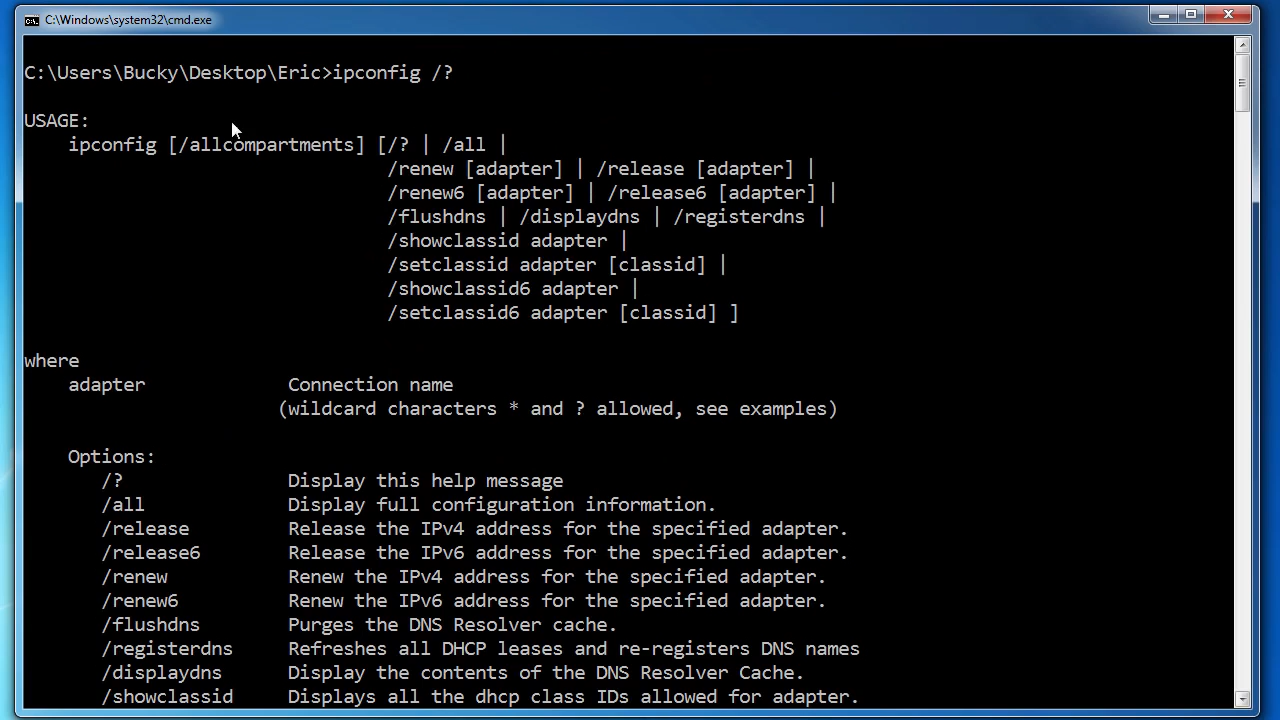 C:\Windows\system32\cmd.exe
C:\Users\Bucky\Desktop\Eric>ipconfig /?
USAGE:
ipconfig [/allcompartments] [/? | /all |
/renew [adapter] | /release [adapter] |
/renew6 [adapter] | /release6 [adapter] |
/flushdns | /displaydns | /registerdns |
/showclassid adapter |
/setclassid adapter [classid] |
/showclassid6 adapter |
/setclassid6 adapter [classid] ]
where
adapter Connection name
(wildcard characters * and ? allowed, see examples)
Options:
/? Display this help message
/all Display full configuration information.
/release Release the IPv4 address for the specified adapter.
/release6 Release the IPv6 address for the specified adapter.
/renew Renew the IPv4 address for the specified adapter.
/renew6 Renew the IPv6 address for the specified adapter.
/flushdns Purges the DNS Resolver cache.
/registerdns Refreshes all DHCP leases and re-registers DNS names
/displaydns Display the contents of the DNS Resolver Cache.
/showclassid Displays all the dhcp class IDs allowed for adapter.